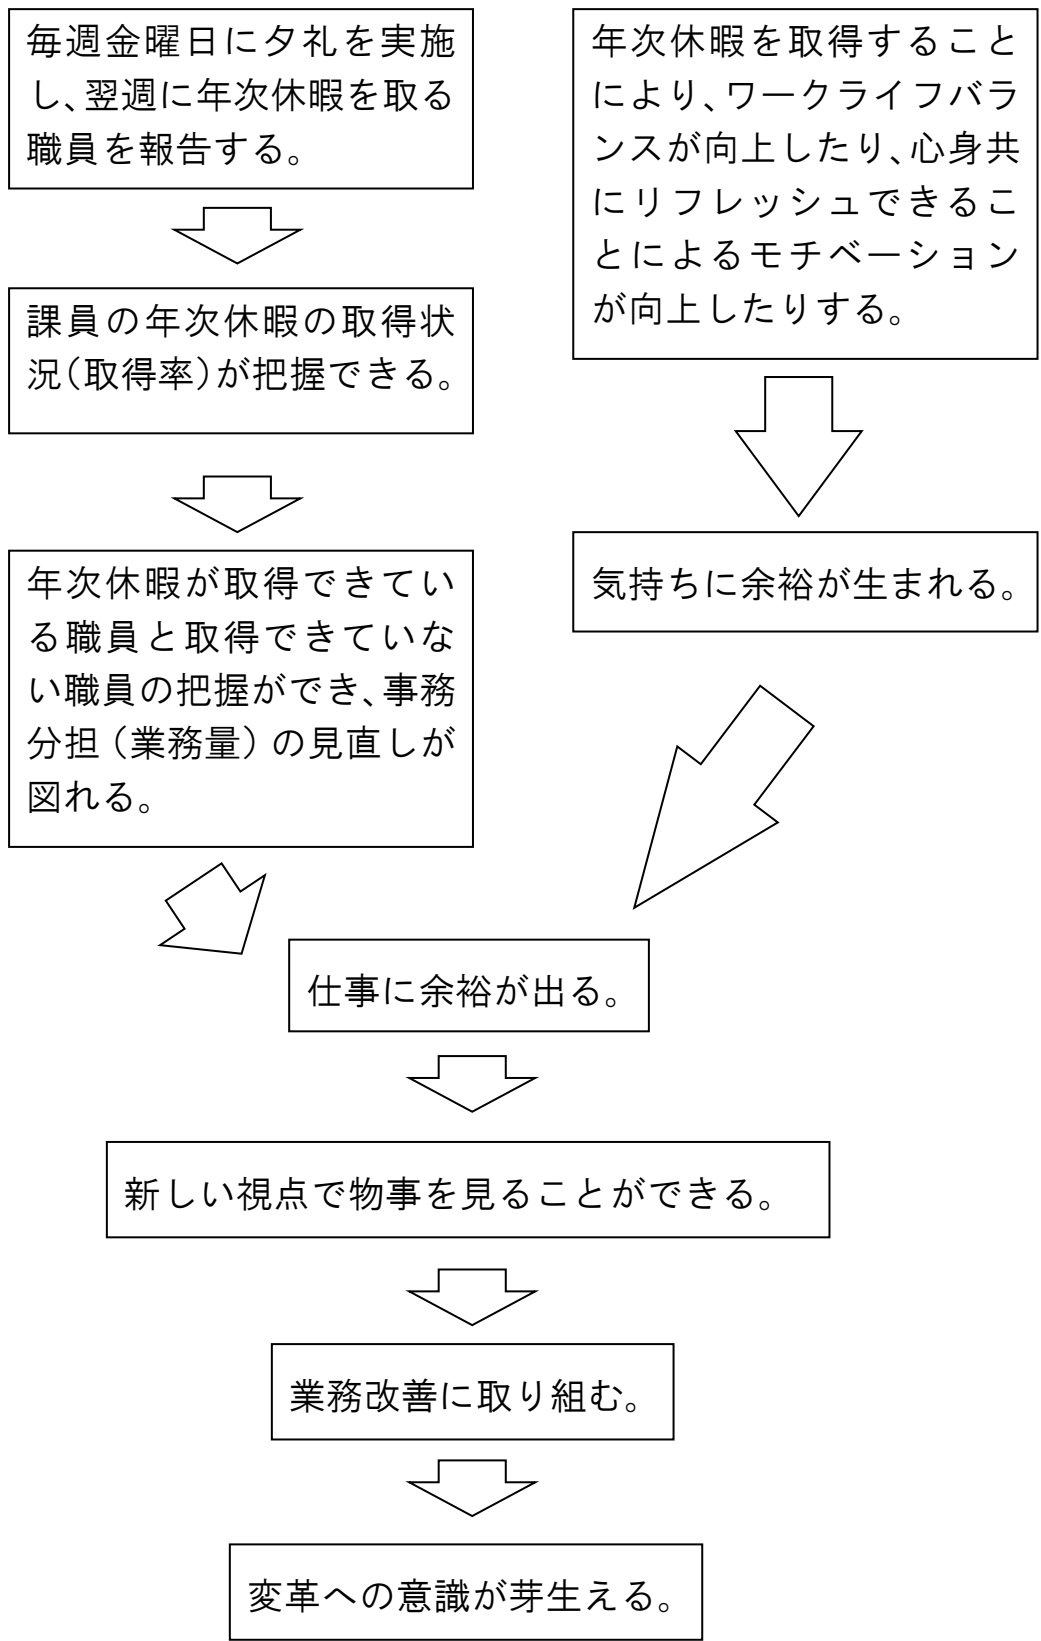 毎週金曜日に夕礼を実施
し、翌週に年次休暇を取る
職員を報告する。
課員の年次休暇の取得状
況（取得率）が把握できる。
年次休暇が取得できてい
る職員と取得できていな
い職員の把握ができ、事務
分担（業務量）の見直しが
図れる。
年次休暇を取得すること
により、ワークライフバラ
ンスが向上したり、心身共
にリフレッシュできるこ
とによるモチベーション
が向上したりする。
気持ちに余裕が生まれる。
仕事に余裕が出る。
新しい視点で物事を見ることができる。
業務改善に取り組む。
変革への意識が芽生える。